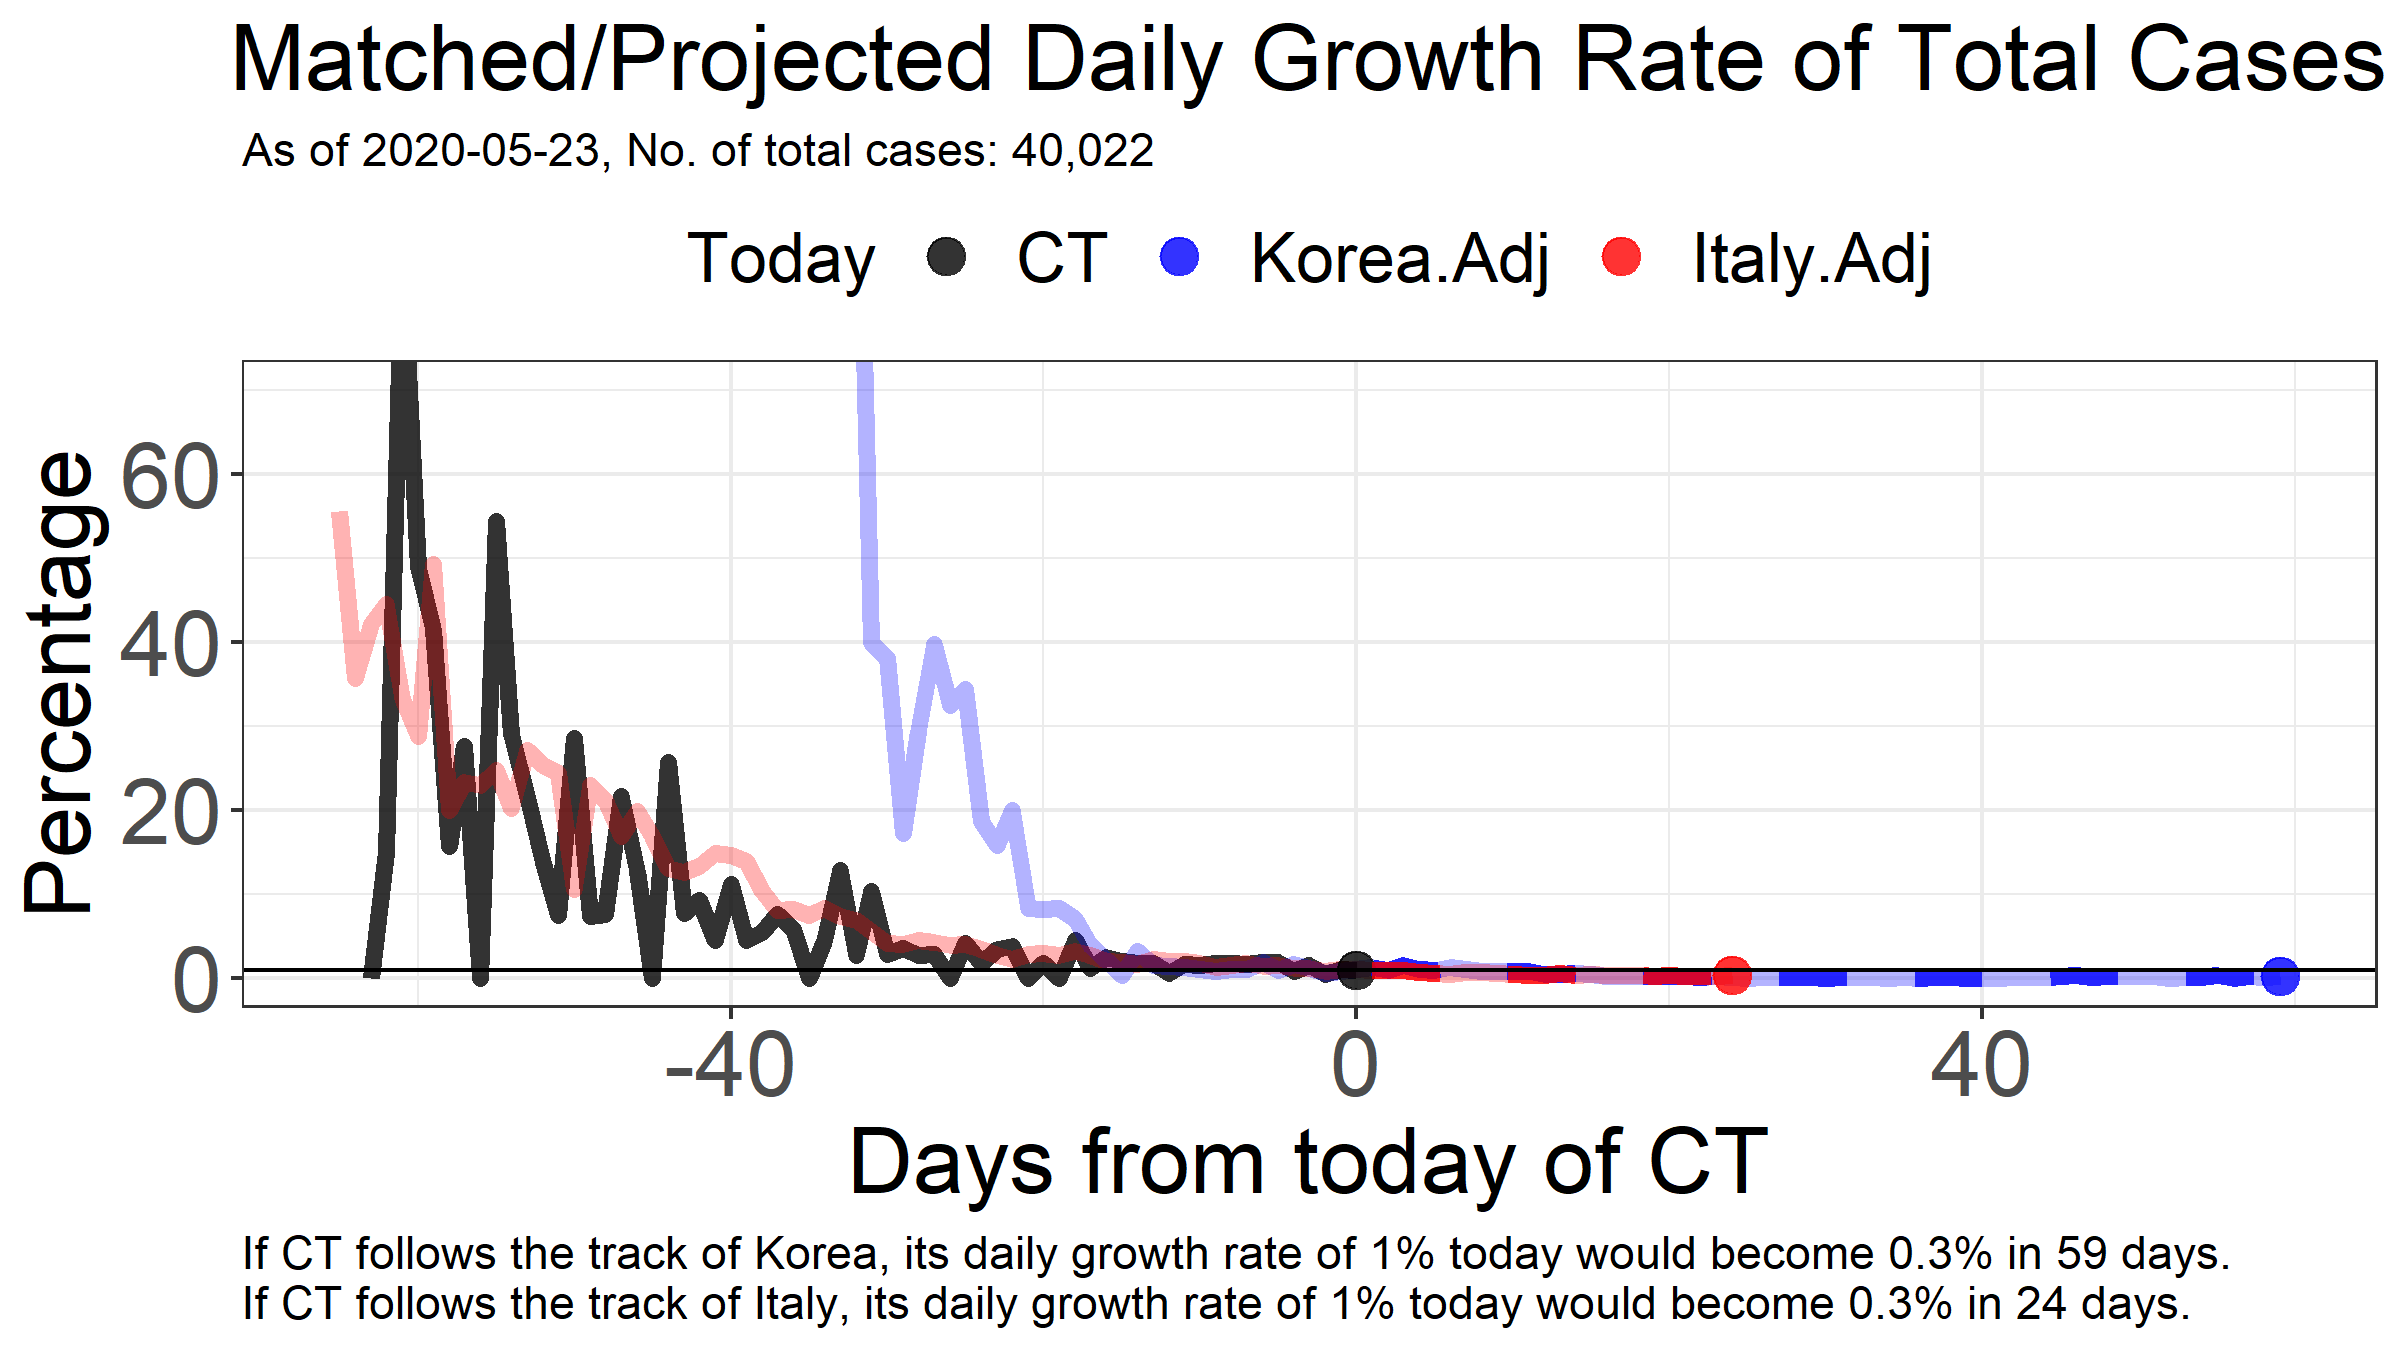 Matched/Projected Daily Growth Rate of Total Cases
As of 2020-05-23, No. of total cases: 40,022
Today CT Korea.Adj Italy.Adj
Percentage
60
40
20
0
-40 0 40
Days from today of CT
If CT follows the track of Korea, its daily growth rate of 1% today would become 0.3% in 59 days.
If CT follows the track of Italy, its daily growth rate of 1% today would become 0.3% in 24 days.